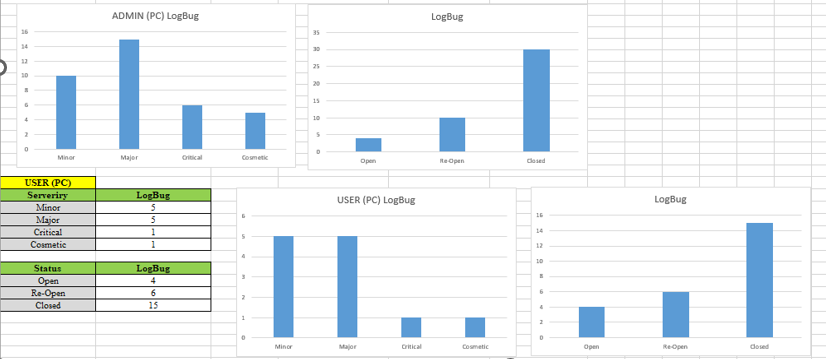 ADMIN (PC) LogBug
16
14
12
10
8
6
4
2
0
Minor Major Critical Cosmetic
LogBug
35
30
25
20
15
10
5
0
Open Re-Open Closed
USER (PC)
Serveriry LogBug
Minor 5
Major 5
Critical 1
Cosmetic 1
Status LogBug
Open 4
Re-Open 6
Closed 15
USER (PC) LogBug
6
5
4
3
2
1
0
Minor Major Critical Cosmetic
LogBug
16
14
12
10
8
6
4
2
0
Open Re-Open Closed